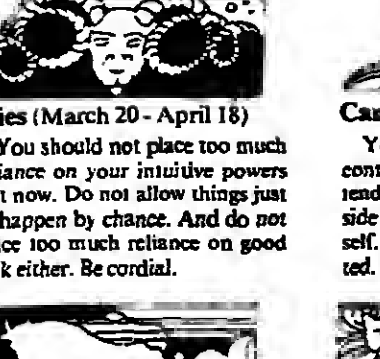 ies (March 20 - April 18)
You should not place too much
iance on your intuitive powers
t now. Do not allow things just
happen by chance. And do not
ce too much reliance on good
k either. Be cordial.
Can
Y
cont
tend
side
self.
ted.